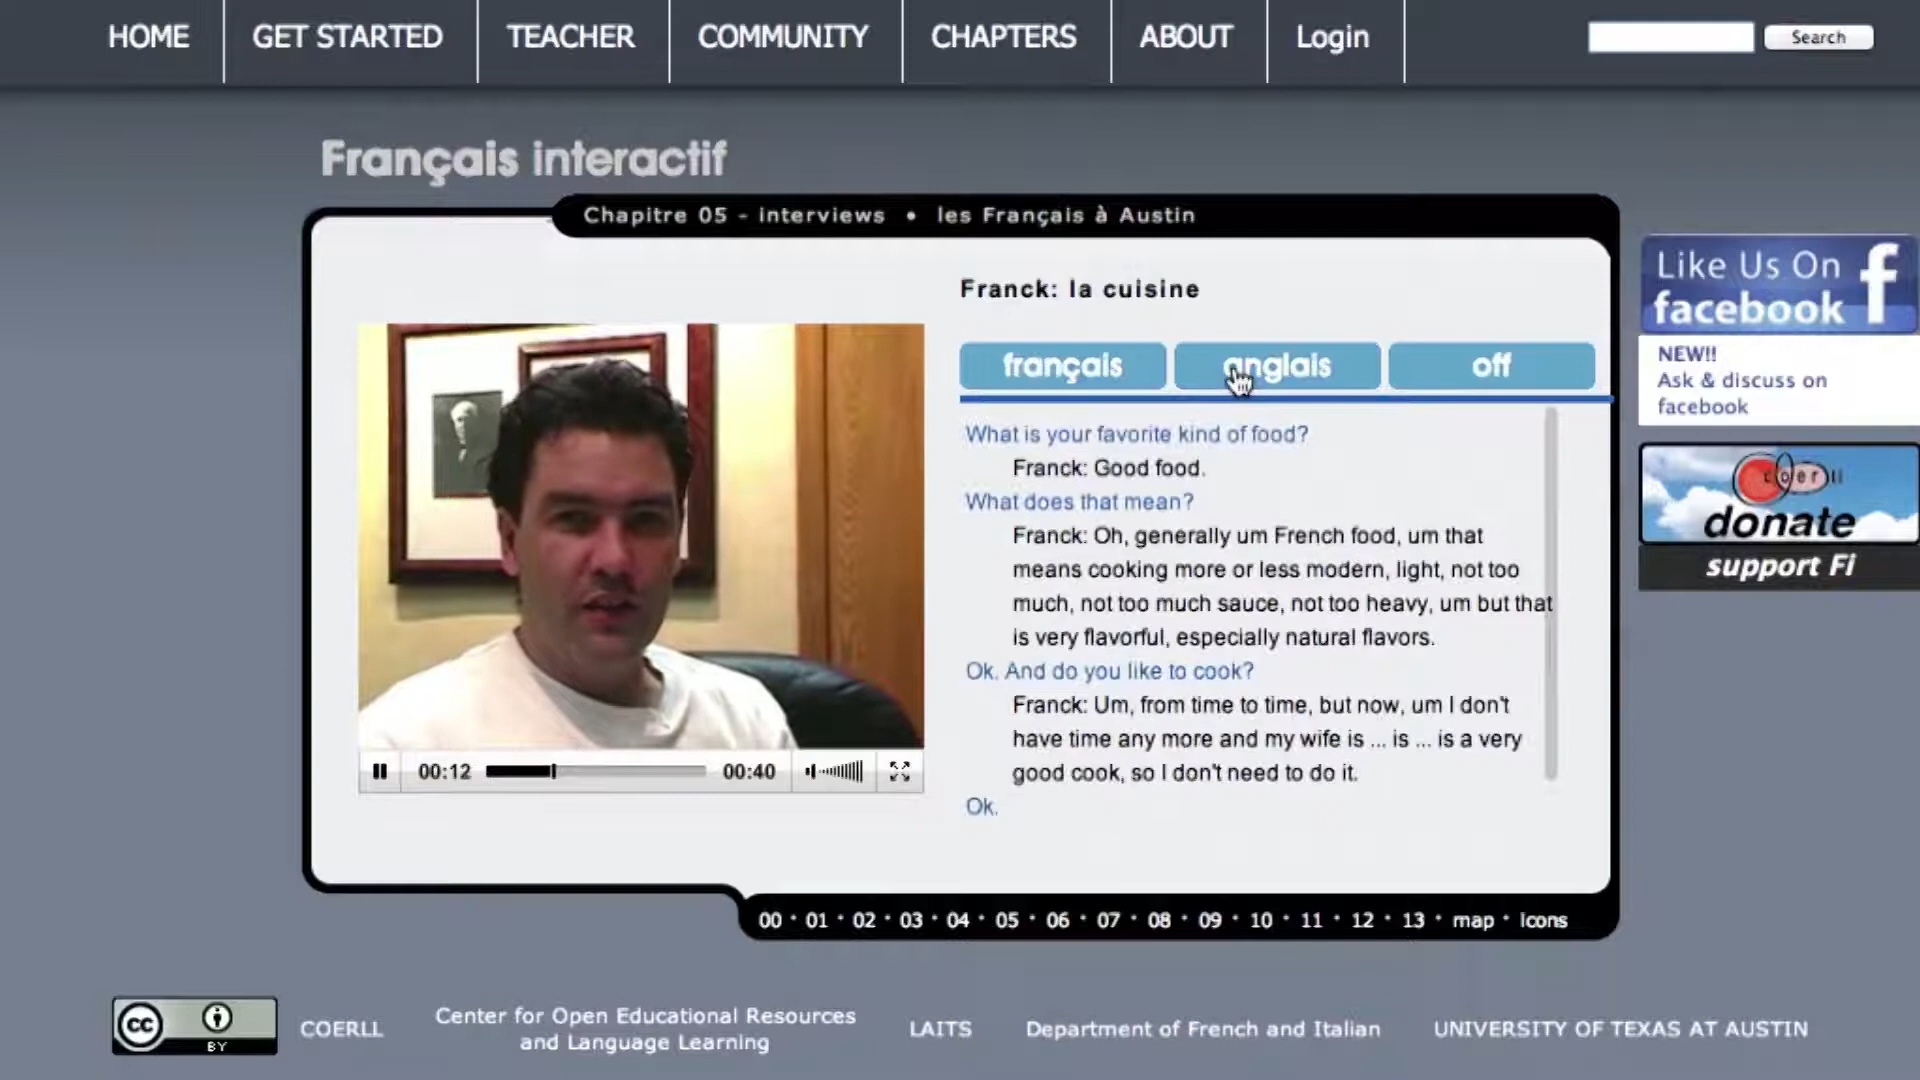 HOME GET STARTED TEACHER COMMUNITY CHAPTERS ABOUT Login Search
Français interactif
Chapitre 05 - interviews • les Français à Austin
Franck: la cuisine
français anglais off
What is your favorite kind of food?
Franck: Good food.
What does that mean?
Franck: Oh, generally um French food, um that
means cooking more or less modern, light, not too
much, not too much sauce, not too heavy, um but that
is very flavorful, especially natural flavors.
Ok. And do you like to cook?
Franck: Um, from time to time, but now, um I don't
have time any more and my wife is ... is ... is a very
good cook, so I don't need to do it.
Ok.
00:12 00:40
Like Us On
facebook f
NEW!!
Ask & discuss on
facebook
coerll
donate
support Fi
00 • 01 • 02 • 03 • 04 • 05 • 06 • 07 • 08 • 09 • 10 • 11 • 12 • 13 • map • icons
cc BY
COERLL
Center for Open Educational Resources
and Language Learning
LAITS
Department of French and Italian
UNIVERSITY OF TEXAS AT AUSTIN